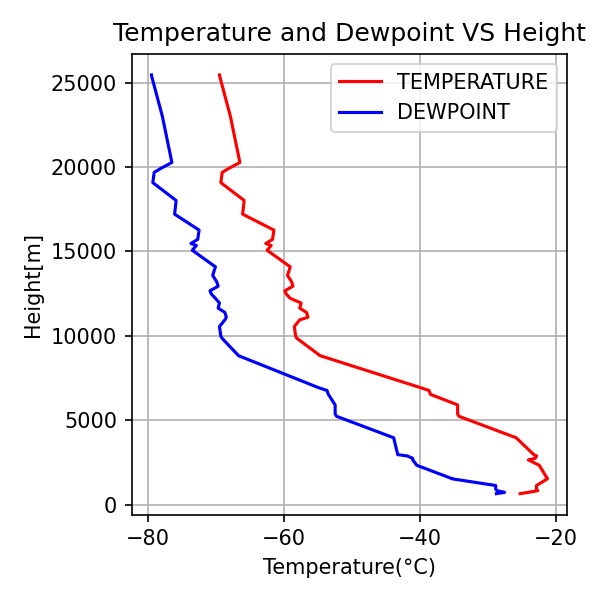 Temperature and Dewpoint VS Height
TEMPERATURE
DEWPOINT
25000
20000
15000
10000
5000
0
Height[m]
−80 −60 −40 −20
Temperature(°C)